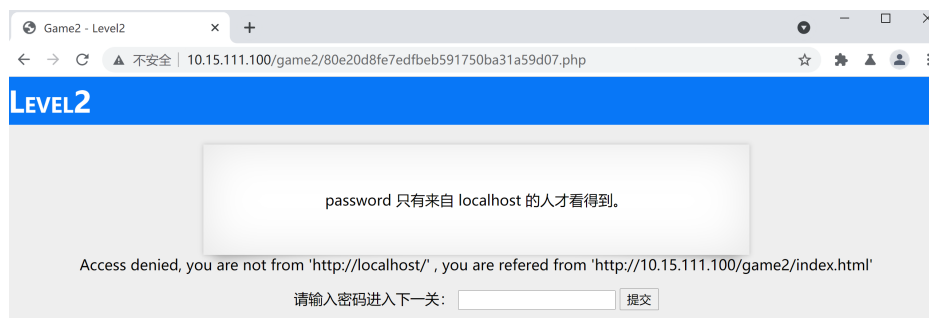 Game2 - Level2
不安全 10.15.111.100/game2/80e20d8fe7edfbeb591750ba31a59d07.php
LEVEL2
password 只有来自 localhost 的人才看得到。
Access denied, you are not from 'http://localhost/' , you are refered from 'http://10.15.111.100/game2/index.html'
请输入密码进入下一关： 提交